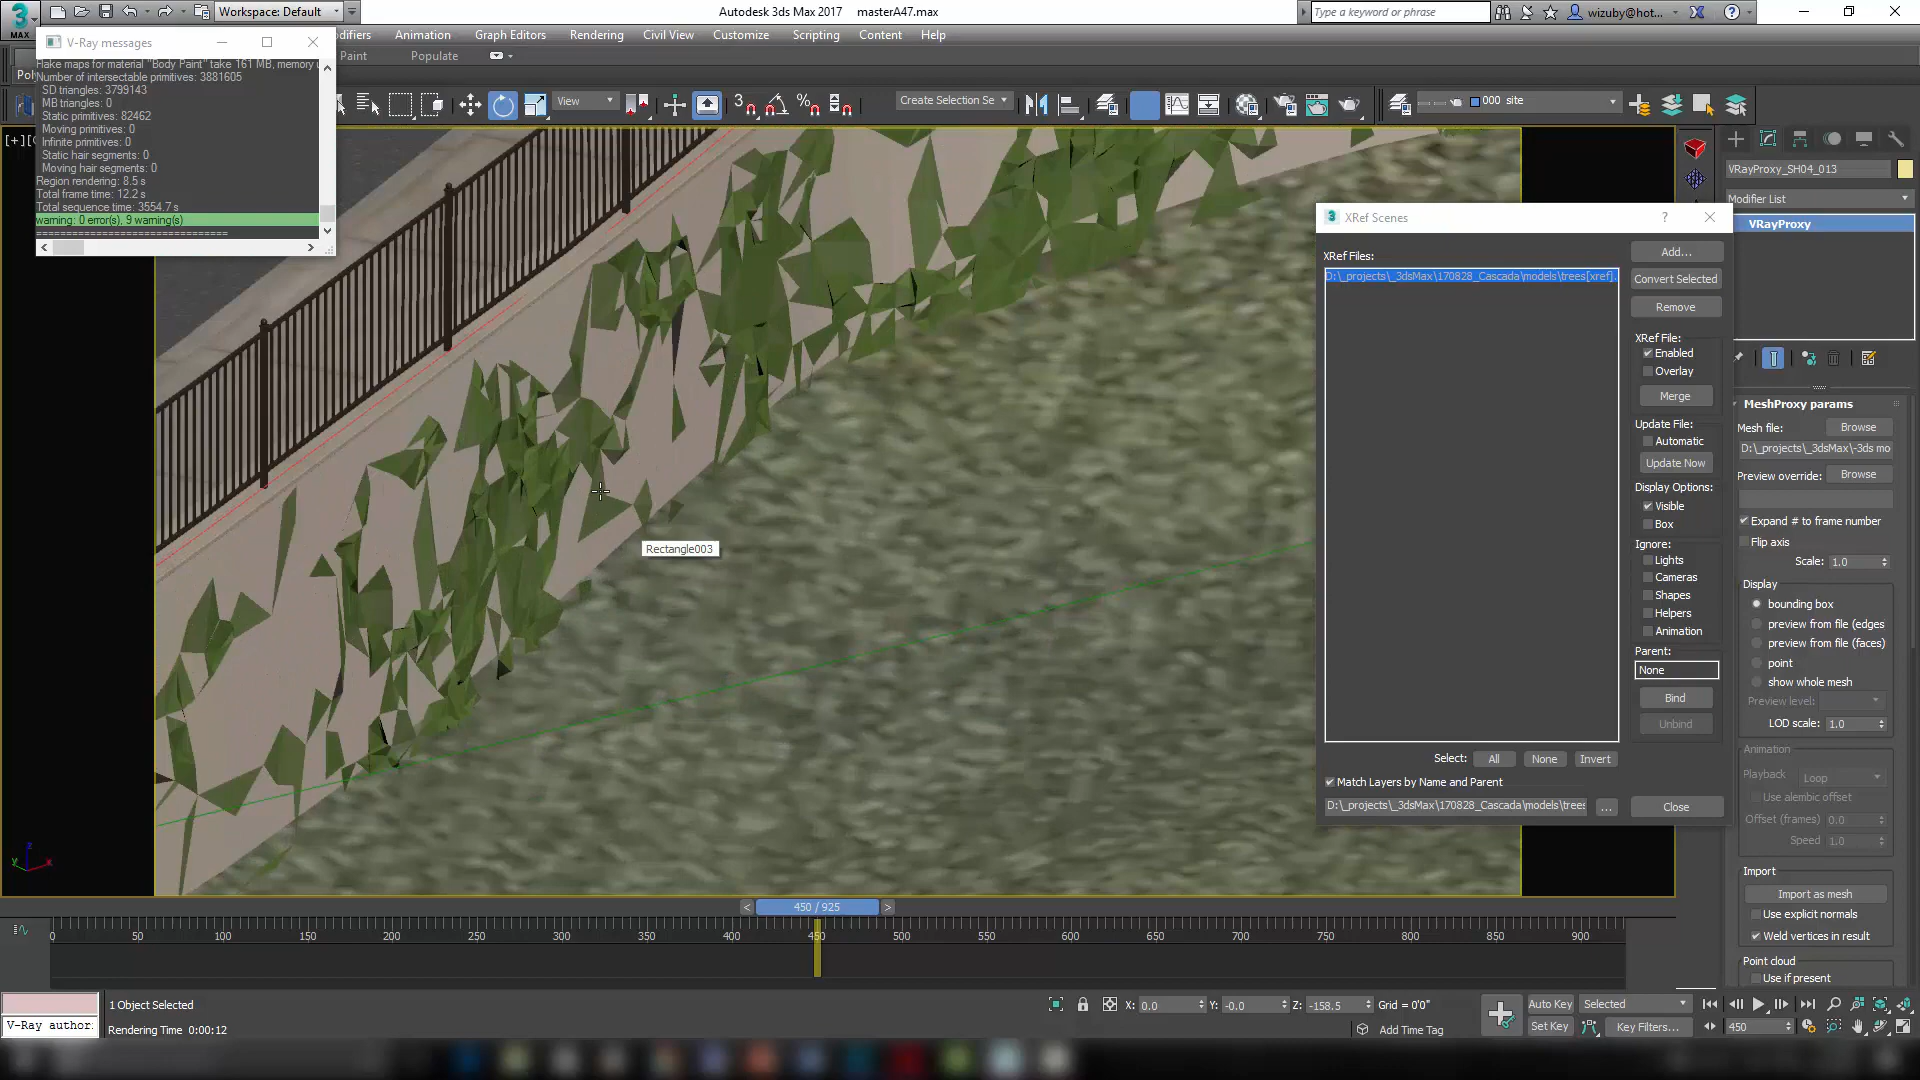 Workspace: Default
Autodesk 3ds Max 2017    masterA47.max
Type a keyword or phrase
wizuby@hot...
MAX
V-Ray messages
Animation
Graph Editors
Rendering
Civil View
Customize
Scripting
Content
Help
Paint
Populate
Flake maps for material "Body Paint" take 161 MB, memory
Number of intersectable primitives: 3881605
SD triangles: 3799143
MB triangles: 0
Static primitives: 82462
Moving primitives: 0
Infinite primitives: 0
Static hair segments: 0
Moving hair segments: 0
Region rendering: 8.5 s
Total frame time: 12.2 s
Total sequence time: 3554.7 s
warning: 0 error(s), 9 warning(s)
==============================
View
Create Selection Se
000 site
[+]
Rectangle003
XRef Scenes
XRef Files:
D:\_projects\_3dsMax\170828_Cascada\models\trees[xref].
Add...
Convert Selected
Remove
XRef File:
Enabled
Overlay
Merge
Update File:
Automatic
Update Now
Display Options:
Visible
Box
Ignore:
Lights
Cameras
Shapes
Helpers
Animation
Parent:
None
Bind
Unbind
Select:
All
None
Invert
Match Layers by Name and Parent
D:\_projects\_3dsMax\170828_Cascada\models\trees
...
Close
VRayProxy_SH04_013
Modifier List
VRayProxy
MeshProxy params
Mesh file:
Browse
D:\_projects\_3dsMax\-3ds mo
Preview override:
Browse
Expand # to frame number
Flip axis
Scale: 1.0
Display
bounding box
preview from file (edges
preview from file (faces)
point
show whole mesh
Preview level:
LOD scale: 1.0
Animation
Playback
Loop
Use alembic offset
Offset (frames) 0.0
Speed 1.0
Import
Import as mesh
Use explicit normals
Weld vertices in result
Point cloud
Use if present
< 450 / 925 >
0 50 100 150 200 250 300 350 400 450 500 550 600 650 700 750 800 850 900
1 Object Selected
V-Ray author:
Rendering Time 0:00:12
X: 0.0
Y: -0.0
Z: -158.5
Grid = 0'0"
Add Time Tag
Auto Key
Selected
Set Key
Key Filters...
450